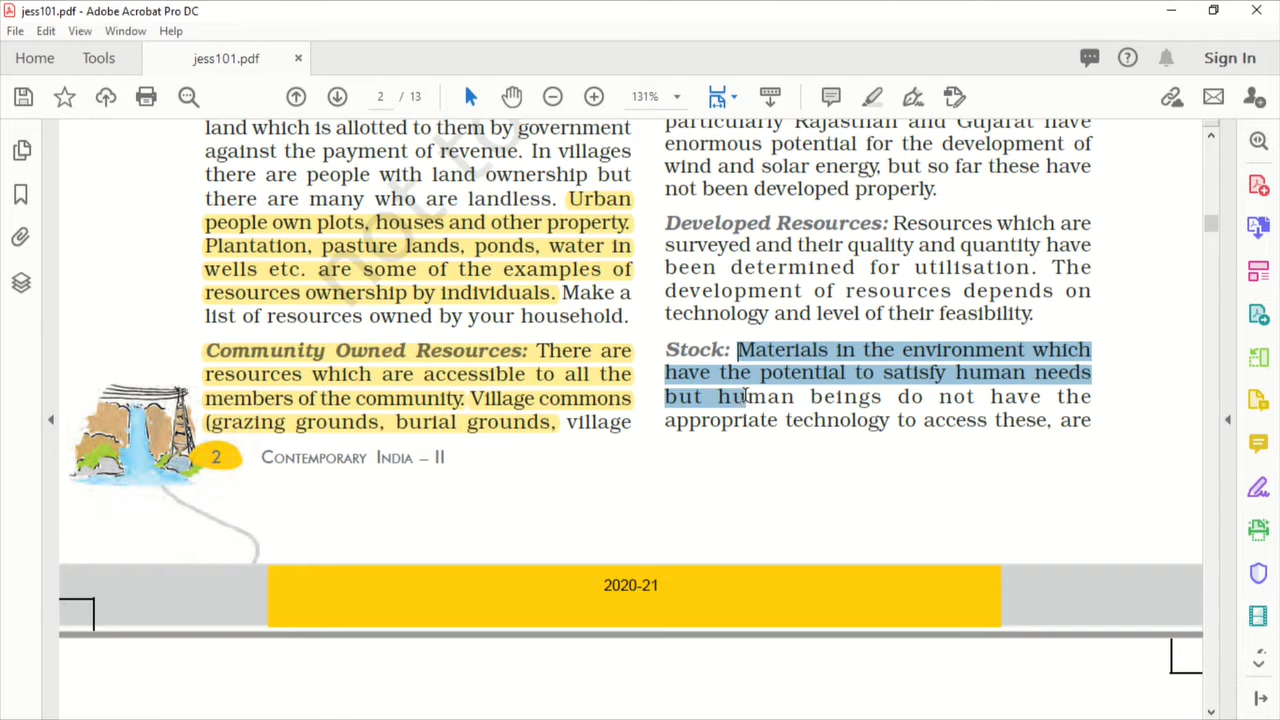 jess101.pdf - Adobe Acrobat Pro DC
File Edit View Window Help
Home Tools jess101.pdf × Sign In
2 / 13 131%
land which is allotted to them by government
against the payment of revenue. In villages
there are people with land ownership but
there are many who are landless. Urban
people own plots, houses and other property.
Plantation, pasture lands, ponds, water in
wells etc. are some of the examples of
resources ownership by individuals. Make a
list of resources owned by your household.
Community Owned Resources: There are
resources which are accessible to all the
members of the community. Village commons
(grazing grounds, burial grounds, village
2 Contemporary India – II
particularly Rajasthan and Gujarat have
enormous potential for the development of
wind and solar energy, but so far these have
not been developed properly.
Developed Resources: Resources which are
surveyed and their quality and quantity have
been determined for utilisation. The
development of resources depends on
technology and level of their feasibility.
Stock: Materials in the environment which
have the potential to satisfy human needs
but human beings do not have the
appropriate technology to access these, are
2020-21